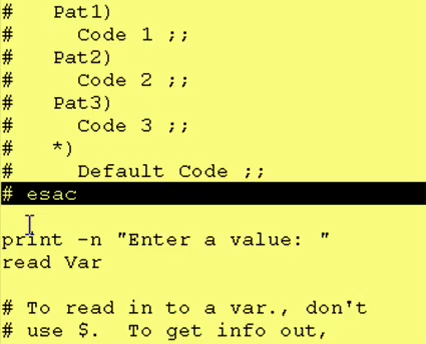 #   Pat1)
#     Code 1 ;;
#   Pat2)
#     Code 2 ;;
#   Pat3)
#     Code 3 ;;
#   *)
#     Default Code ;;
# esac
print -n "Enter a value: "
read Var
# To read in to a var., don't
# use $.  To get info out,